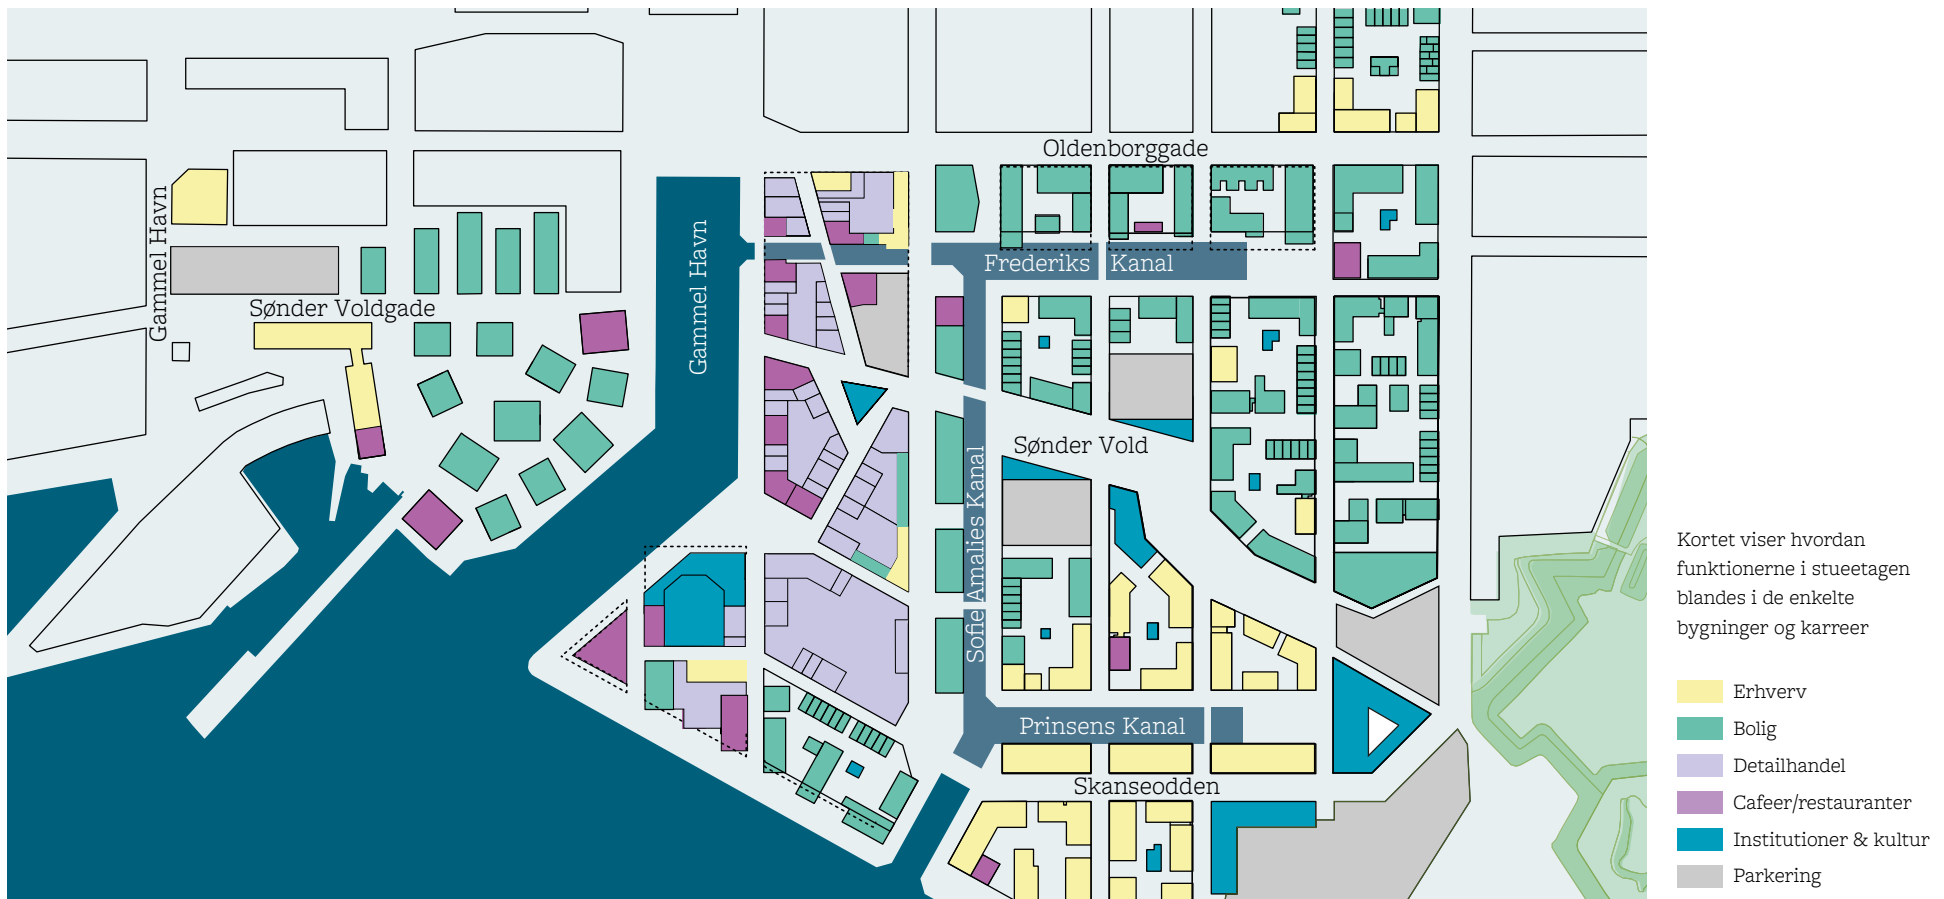 Oldenborggade
Gammel Havn
Gammel Havn
Frederiks Kanal
Sønder Voldgade
Sønder Vold
Sofie Amalies Kanal
Prinsens Kanal
Skanseodden
Kortet viser hvordan
funktionerne i stueetagen
blandes i de enkelte
bygninger og karreer
Erhverv
Bolig
Detailhandel
Cafeer/restauranter
Institutioner & kultur
Parkering